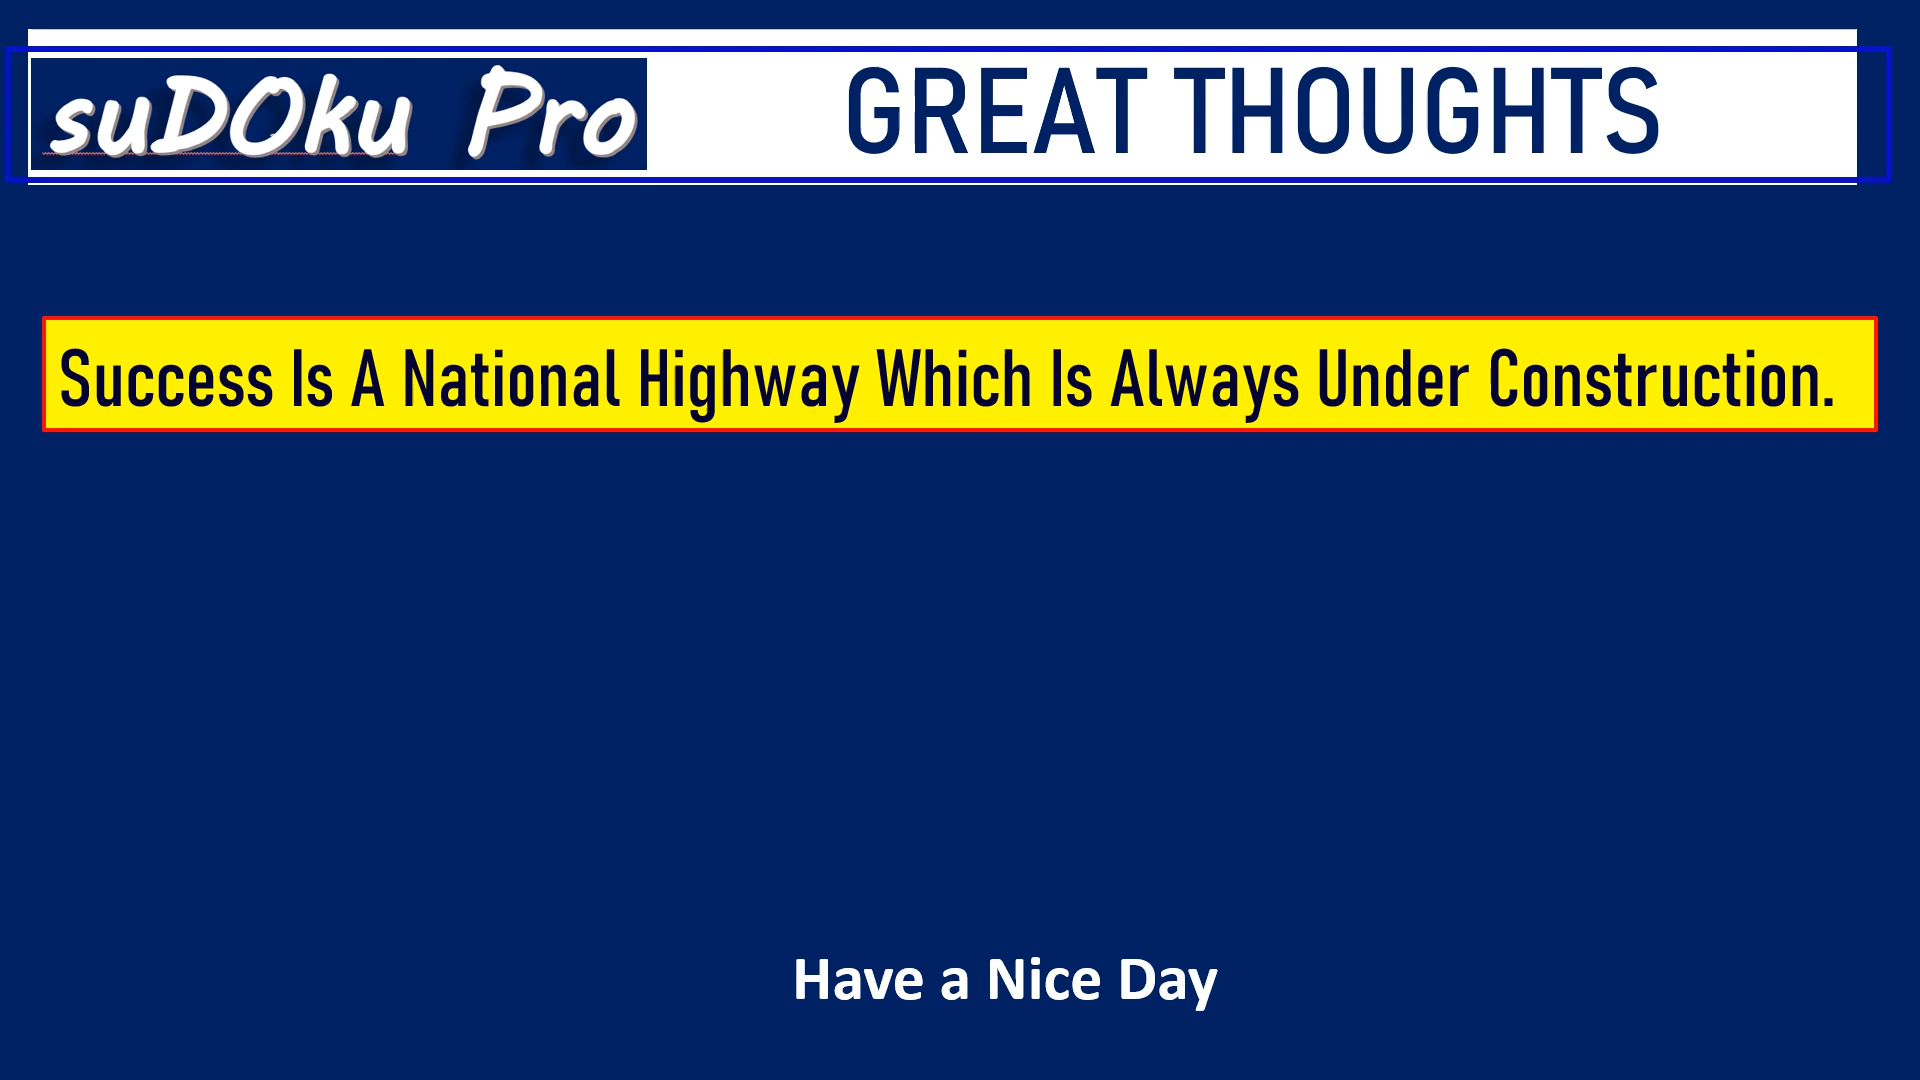 suDOku Pro
GREAT THOUGHTS
Success Is A National Highway Which Is Always Under Construction.
Have a Nice Day